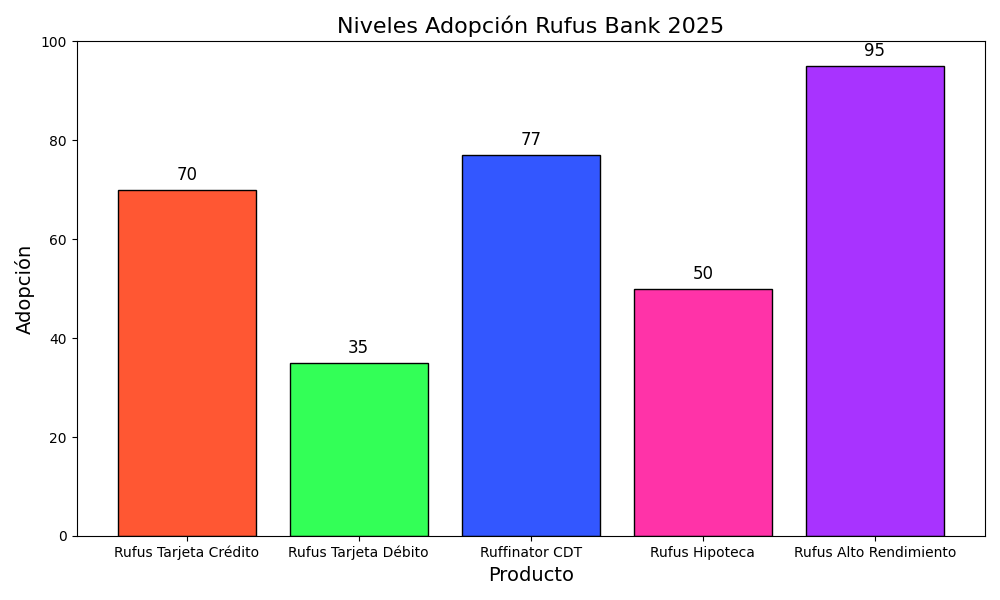 Niveles Adopción Rufus Bank 2025
Adopción
100
80
60
40
20
0
70
35
77
50
95
Rufus Tarjeta Crédito
Rufus Tarjeta Débito
Ruffinator CDT
Rufus Hipoteca
Rufus Alto Rendimiento
Producto